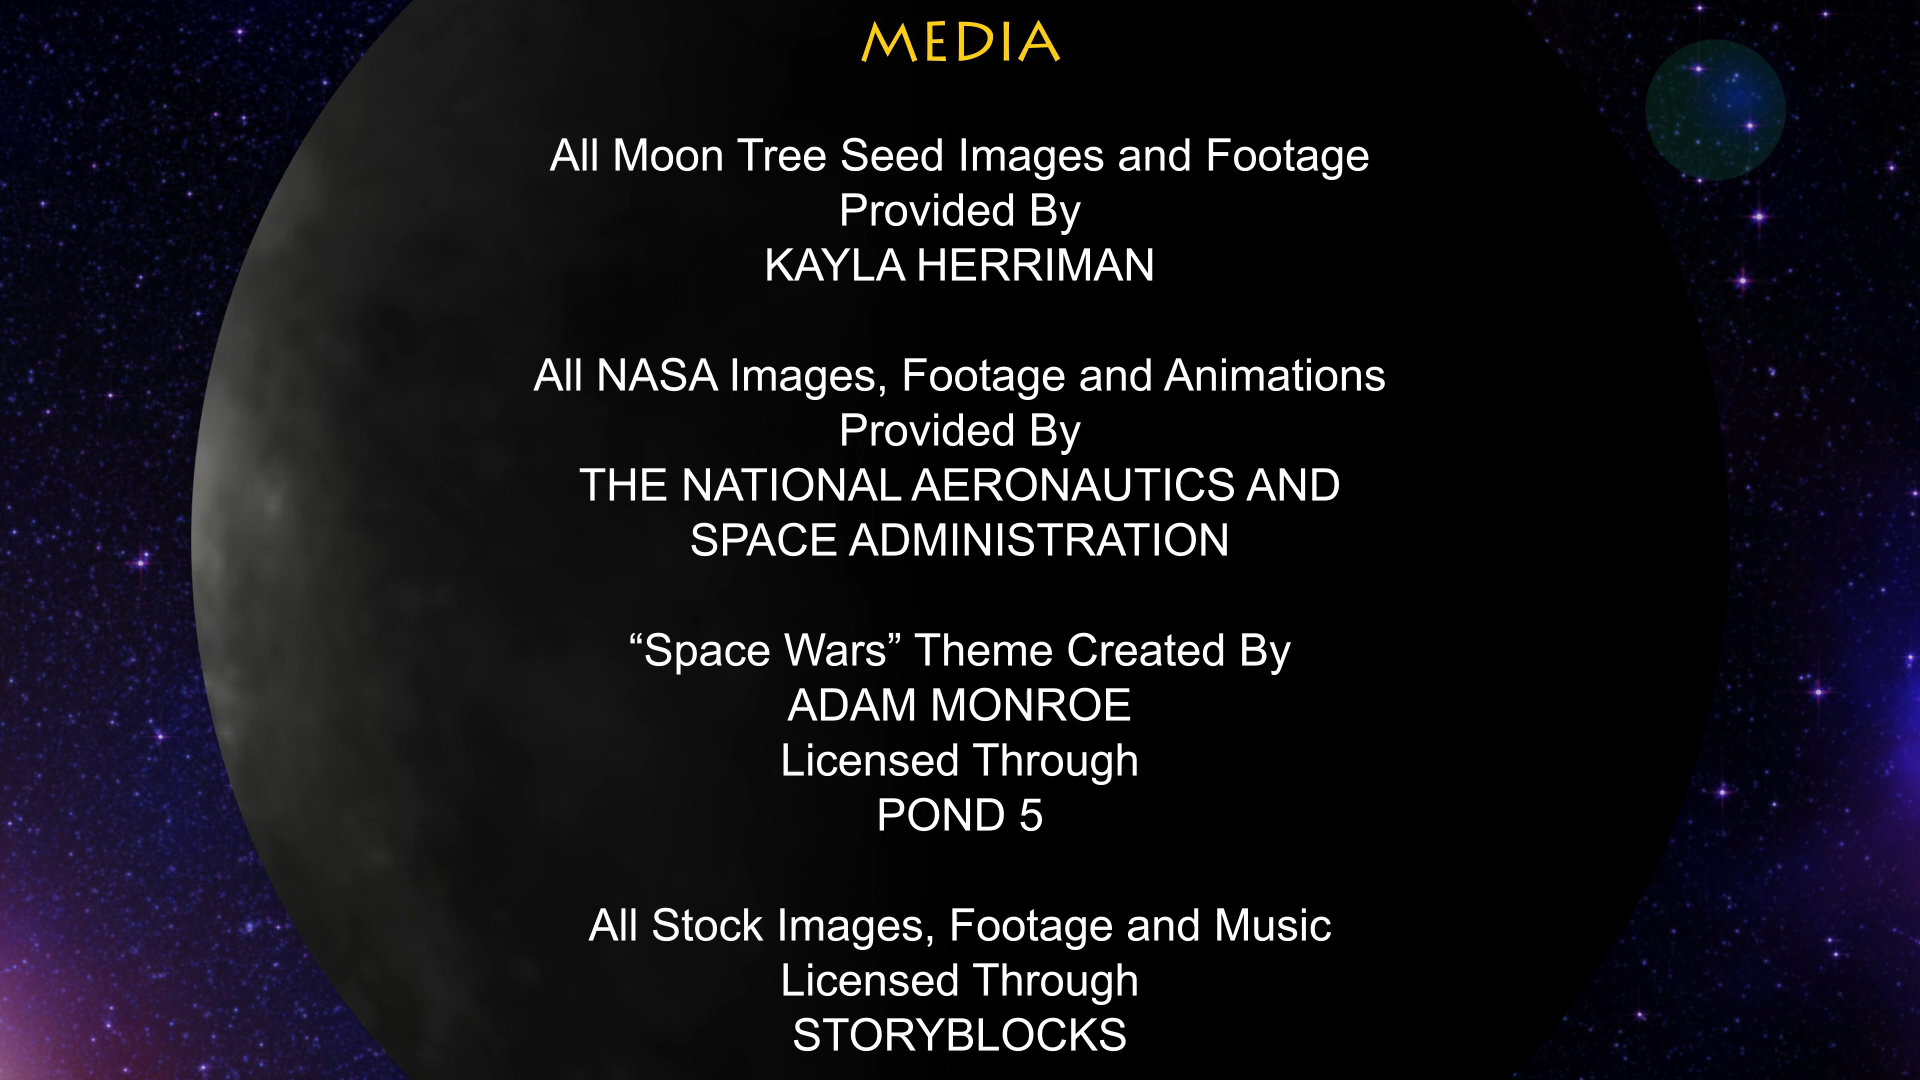 MEDIA
All Moon Tree Seed Images and Footage
Provided By
KAYLA HERRIMAN
All NASA Images, Footage and Animations
Provided By
THE NATIONAL AERONAUTICS AND
SPACE ADMINISTRATION
“Space Wars” Theme Created By
ADAM MONROE
Licensed Through
POND 5
All Stock Images, Footage and Music
Licensed Through
STORYBLOCKS